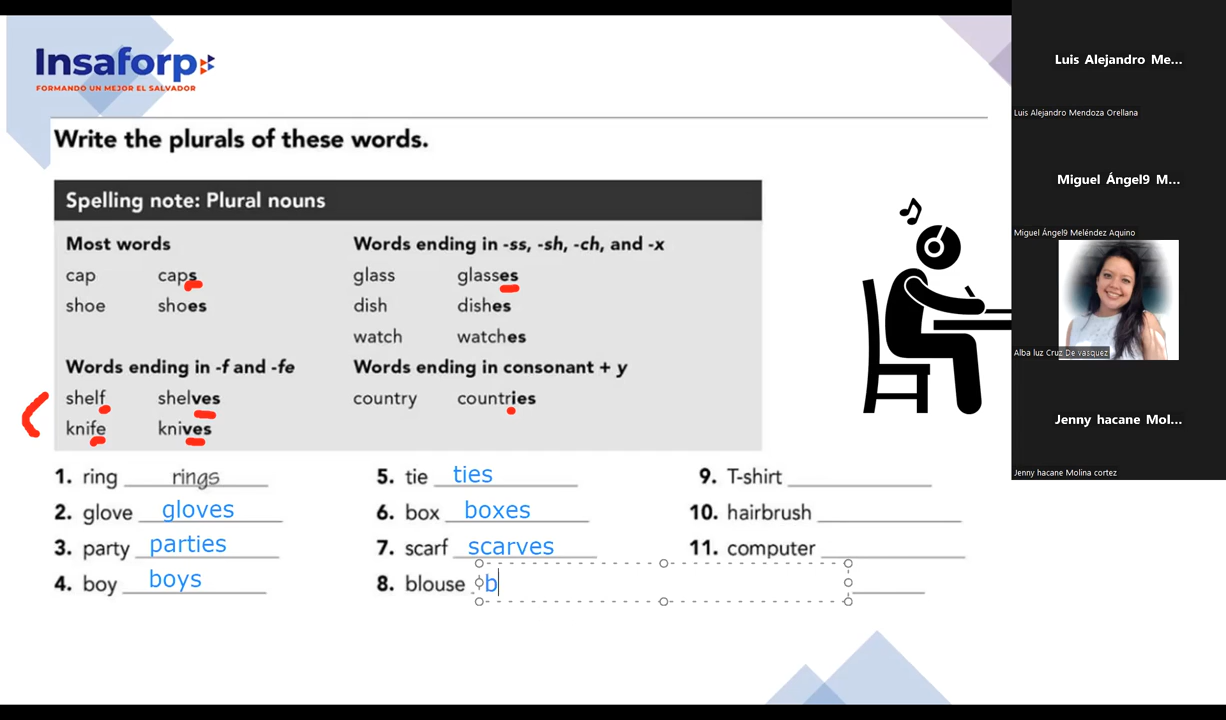 Insaforp
FORMANDO UN MEJOR EL SALVADOR
Write the plurals of these words.
Spelling note: Plural nouns
Most words
cap caps
shoe shoes
Words ending in -f and -fe
shelf shelves
knife knives
Words ending in -ss, -sh, -ch, and -x
glass glasses
dish dishes
watch watches
Words ending in consonant + y
country countries
1. ring rings
2. glove gloves
3. party parties
4. boy boys
5. tie ties
6. box boxes
7. scarf scarves
8. blouse b
9. T-shirt
10. hairbrush
11. computer
Luis Alejandro Me...
Luis Alejandro Mendoza Orellana
Miguel Ángel9 M...
Miguel Ángel9 Meléndez Aquino
Alba luz Cruz De vasquez
Jenny hacane Mol...
Jenny hacane Molina cortez